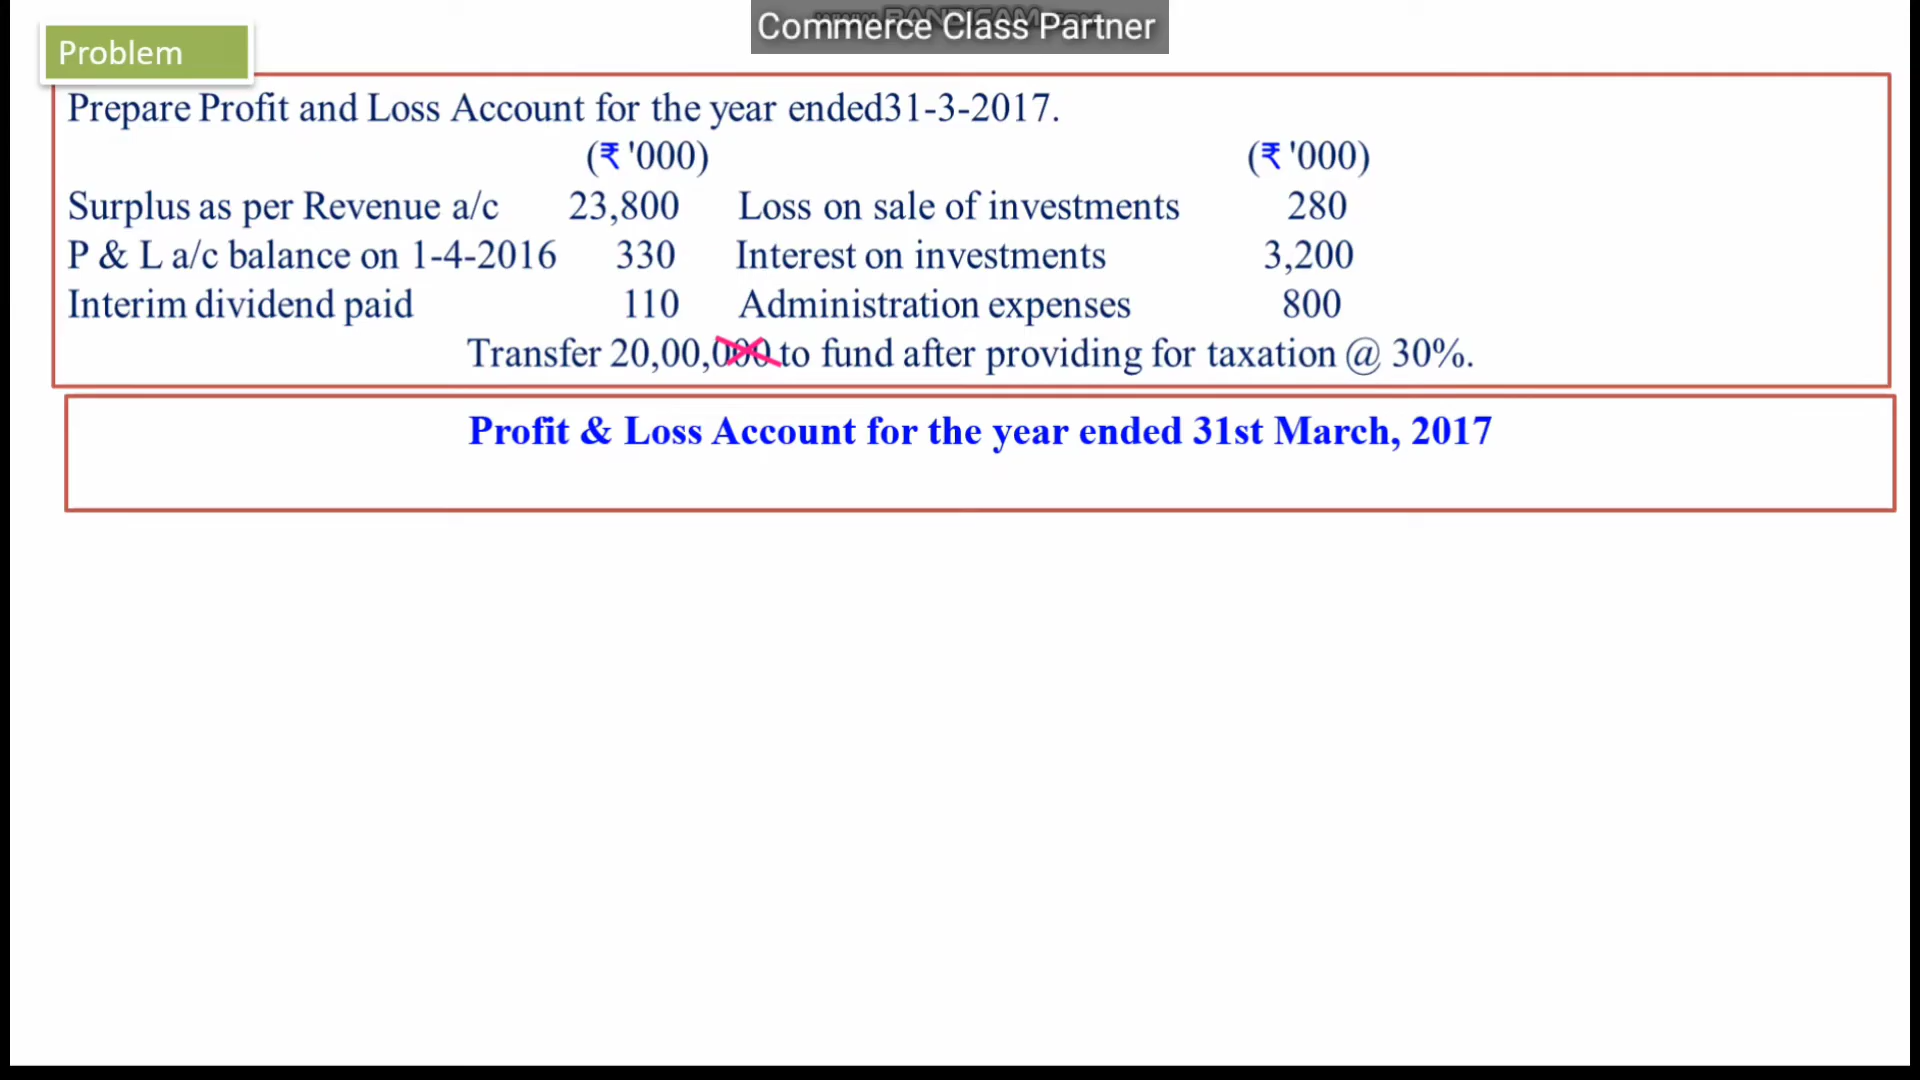 Commerce Class Partner
Problem
Prepare Profit and Loss Account for the year ended31-3-2017.
(₹ '000) (₹ '000)
Surplus as per Revenue a/c 23,800 Loss on sale of investments 280
P & L a/c balance on 1-4-2016 330 Interest on investments 3,200
Interim dividend paid 110 Administration expenses 800
Transfer 20,00,000 to fund after providing for taxation @ 30%.
Profit & Loss Account for the year ended 31st March, 2017